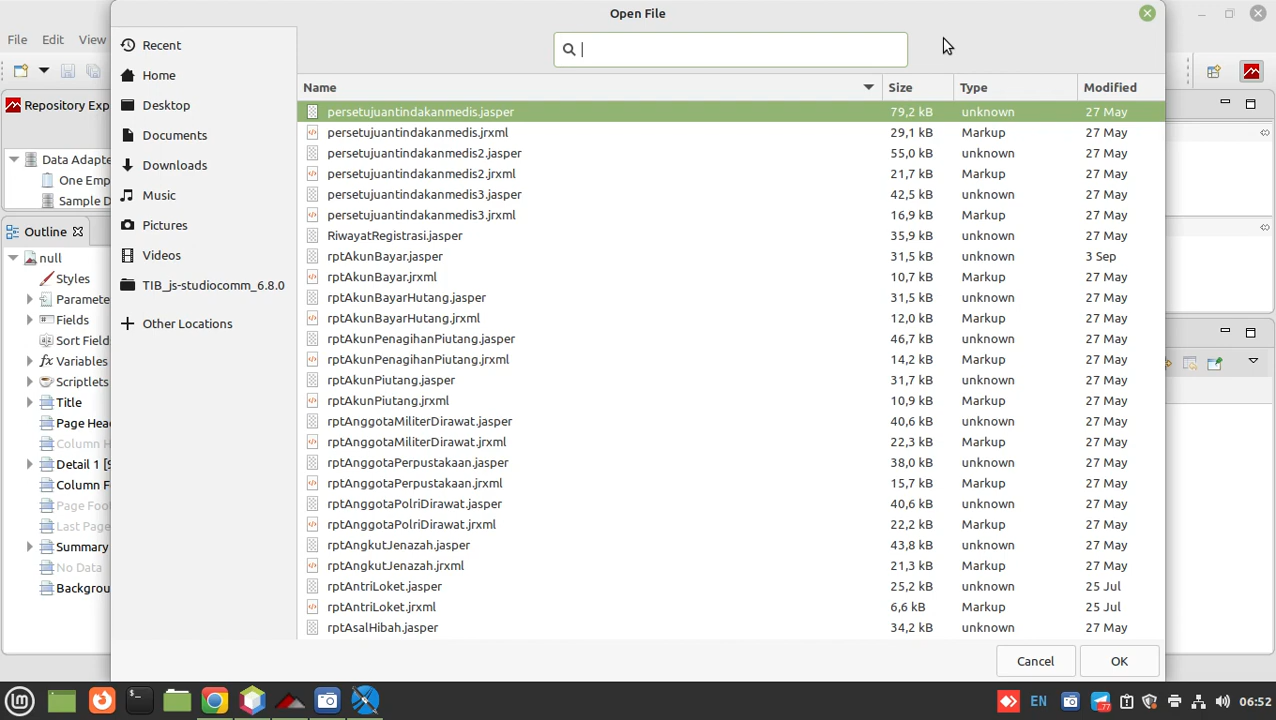 Open File
File Edit View
Repository Exp
Data Adapte
One Emp
Sample D
Outline
null
Styles
Paramete
Fields
Sort Field
fx Variables
Scriptlets
Title
Page Hea
Column H
Detail 1 [9
Column F
Page Foo
Last Page
Summary
No Data
Backgrou
Recent
Home
Desktop
Documents
Downloads
Music
Pictures
Videos
TIB_js-studiocomm_6.8.0
Other Locations
Name Size Type Modified
persetujuantindakanmedis.jasper 79,2 kB unknown 27 May
persetujuantindakanmedis.jrxml 29,1 kB Markup 27 May
persetujuantindakanmedis2.jasper 55,0 kB unknown 27 May
persetujuantindakanmedis2.jrxml 21,7 kB Markup 27 May
persetujuantindakanmedis3.jasper 42,5 kB unknown 27 May
persetujuantindakanmedis3.jrxml 16,9 kB Markup 27 May
RiwayatRegistrasi.jasper 35,9 kB unknown 27 May
rptAkunBayar.jasper 31,5 kB unknown 3 Sep
rptAkunBayar.jrxml 10,7 kB Markup 27 May
rptAkunBayarHutang.jasper 31,5 kB unknown 27 May
rptAkunBayarHutang.jrxml 12,0 kB Markup 27 May
rptAkunPenagihanPiutang.jasper 46,7 kB unknown 27 May
rptAkunPenagihanPiutang.jrxml 14,2 kB Markup 27 May
rptAkunPiutang.jasper 31,7 kB unknown 27 May
rptAkunPiutang.jrxml 10,9 kB Markup 27 May
rptAnggotaMiliterDirawat.jasper 40,6 kB unknown 27 May
rptAnggotaMiliterDirawat.jrxml 22,3 kB Markup 27 May
rptAnggotaPerpustakaan.jasper 38,0 kB unknown 27 May
rptAnggotaPerpustakaan.jrxml 15,7 kB Markup 27 May
rptAnggotaPolriDirawat.jasper 40,6 kB unknown 27 May
rptAnggotaPolriDirawat.jrxml 22,2 kB Markup 27 May
rptAngkutJenazah.jasper 43,8 kB unknown 27 May
rptAngkutJenazah.jrxml 21,3 kB Markup 27 May
rptAntriLoket.jasper 25,2 kB unknown 25 Jul
rptAntriLoket.jrxml 6,6 kB Markup 25 Jul
rptAsalHibah.jasper 34,2 kB unknown 27 May
Cancel OK
EN 77 06:52